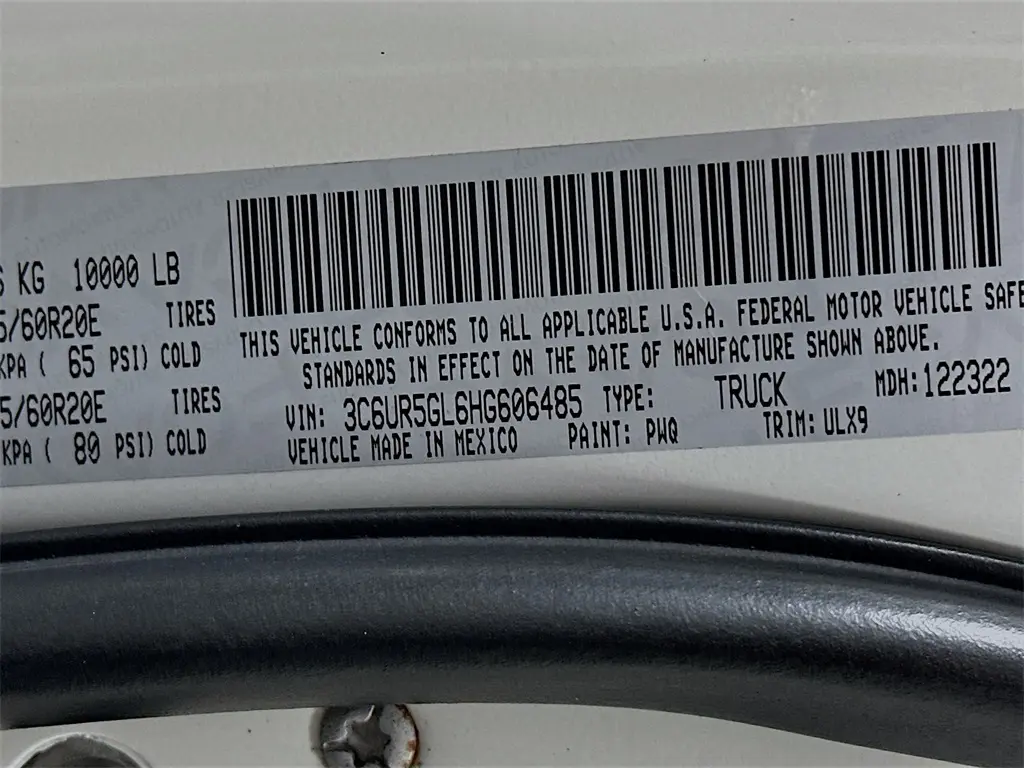 KG 10000 LB
5/60R20E TIRES
KPA ( 65 PSI) COLD
5/60R20E TIRES
KPA ( 80 PSI) COLD
THIS VEHICLE CONFORMS TO ALL APPLICABLE U.S.A. FEDERAL MOTOR VEHICLE SAFE
STANDARDS IN EFFECT ON THE DATE OF MANUFACTURE SHOWN ABOVE.
VIN: 3C6UR5GL6HG606485 TYPE: TRUCK MDH:122322
VEHICLE MADE IN MEXICO PAINT: PWQ TRIM: ULX9